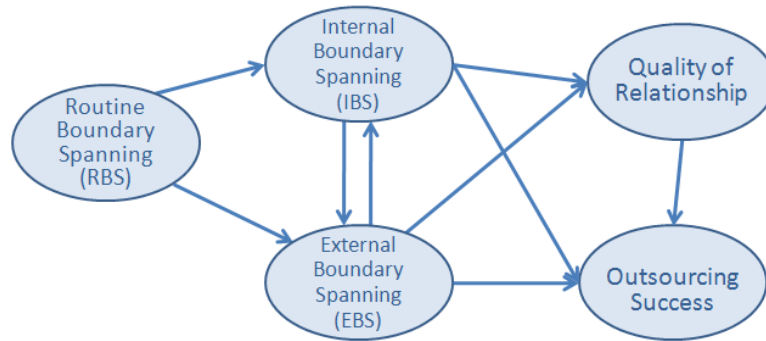 Routine
Boundary
Spanning
(RBS)
Internal
Boundary
Spanning
(IBS)
External
Boundary
Spanning
(EBS)
Quality of
Relationship
Outsourcing
Success